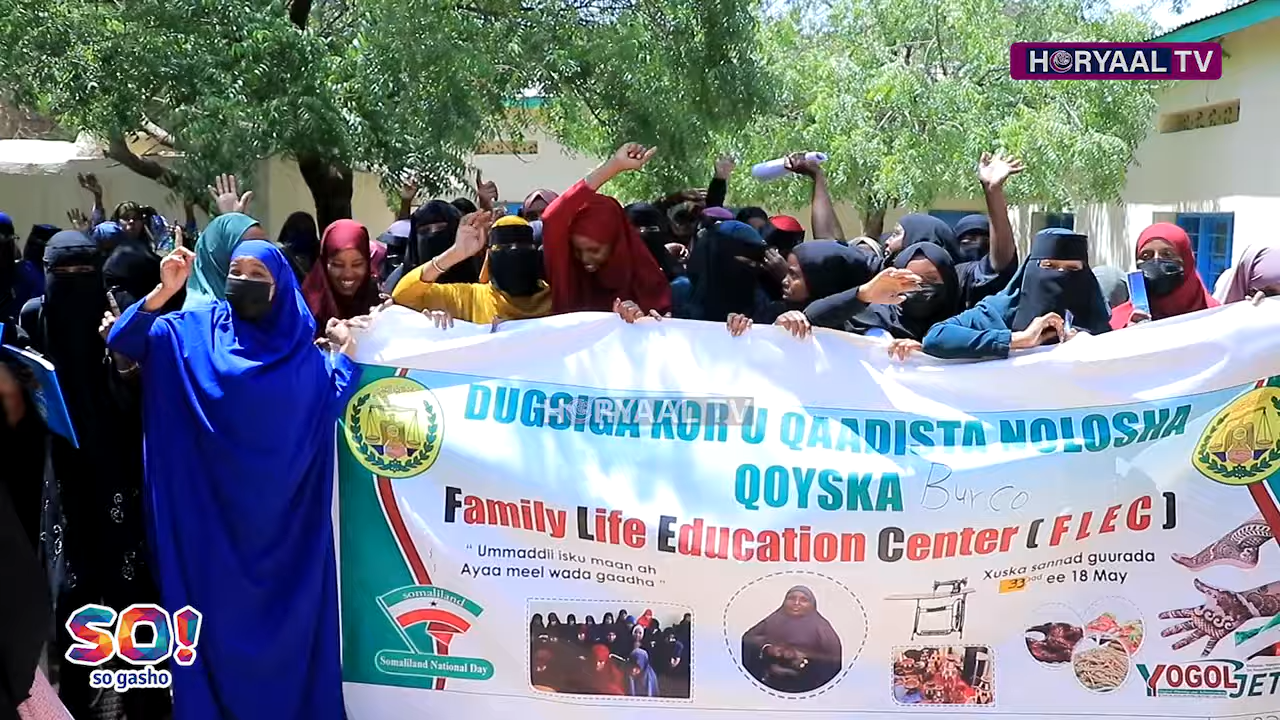 HORYAAL TV
HORYAAL TV
DUGSIGA KOR U QAADISTA NOLOSHA
QOYSKA Burco
Family Life Education Center ( FLEC )
“ Ummaddii isku maan ah
Ayaa meel wada gaadha ”
Xuska sannad guurada
33 ee 18 May
somaliland
Somaliland National Day
YOGOL
JET
SO!
so gasho